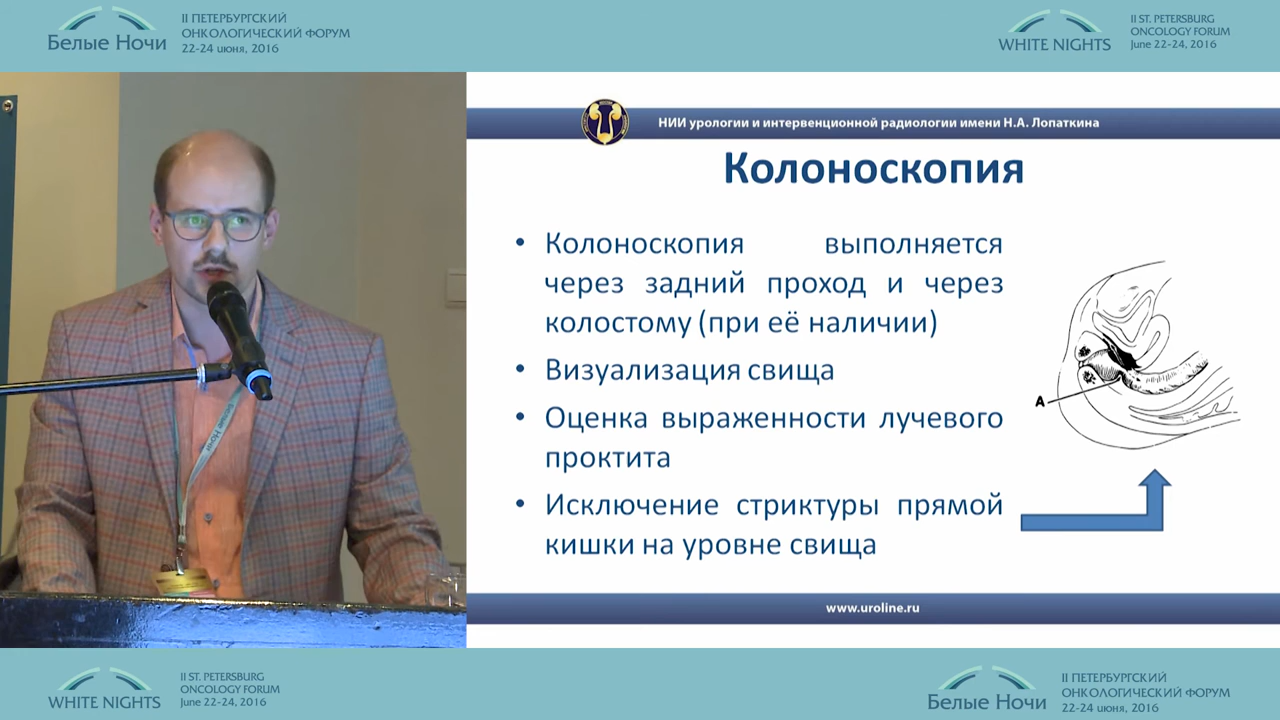 Белые Ночи
II ПЕТЕРБУРГСКИЙ
ОНКОЛОГИЧЕСКИЙ ФОРУМ
22-24 июня, 2016
WHITE NIGHTS
II ST. PETERSBURG
ONCOLOGY FORUM
June 22-24, 2016
НИИ урологии и интервенционной радиологии имени Н.А. Лопаткина
Колоноскопия
• Колоноскопия выполняется
через задний проход и через
колостому (при её наличии)
• Визуализация свища
• Оценка выраженности лучевого
проктита
• Исключение стриктуры прямой
кишки на уровне свища
A
www.uroline.ru
Белые Ночи
WHITE NIGHTS
II ST. PETERSBURG
ONCOLOGY FORUM
June 22-24, 2016
Белые Ночи
II ПЕТЕРБУРГСКИЙ
ОНКОЛОГИЧЕСКИЙ ФОРУМ
22-24 июня, 2016